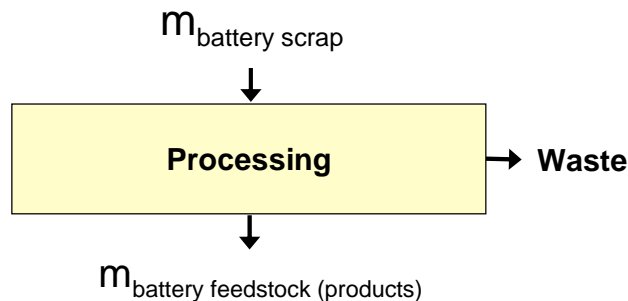 m battery scrap
Processing
Waste
m battery feedstock (products)